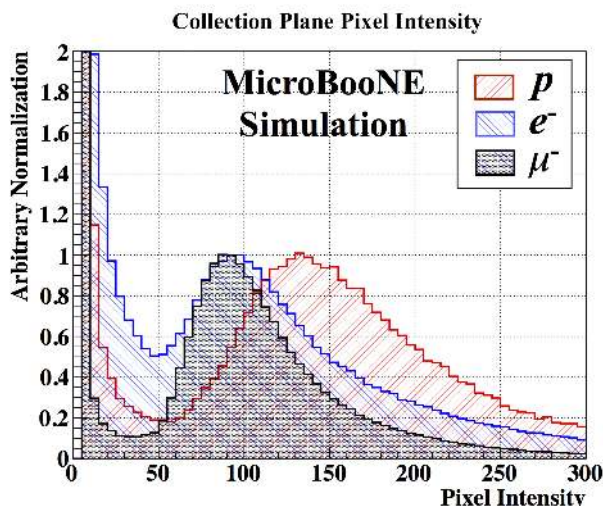 Collection Plane Pixel Intensity
Arbitrary Normalization
2
1.8
1.6
1.4
1.2
1
0.8
0.6
0.4
0.2
0
MicroBooNE
Simulation
p
e⁻
μ⁻
0 50 100 150 200 250 300
Pixel Intensity